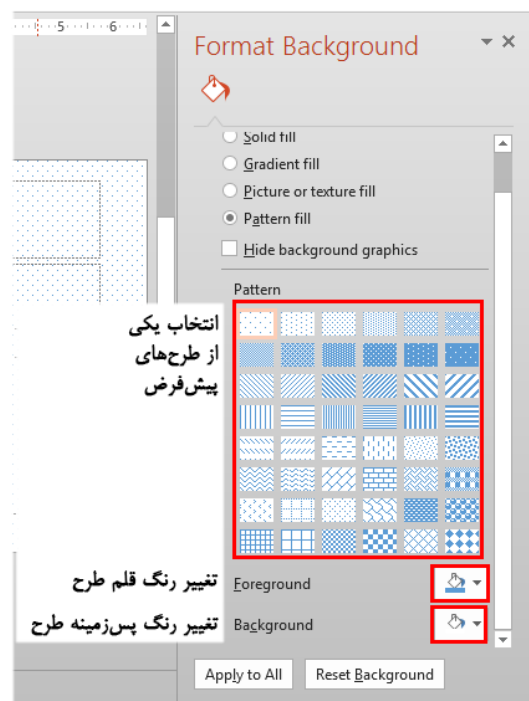 5 6
Format Background
Solid fill
Gradient fill
Picture or texture fill
Pattern fill
Hide background graphics
Pattern
انتخاب یکی
از طرح‌های
پیش‌فرض
تغییر رنگ قلم طرح
Foreground
تغییر رنگ پس‌زمینه طرح
Background
Apply to All Reset Background